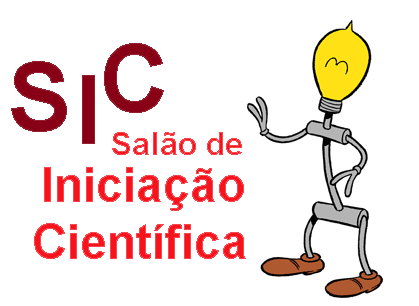 SIC
Salão de
Iniciação
Científica